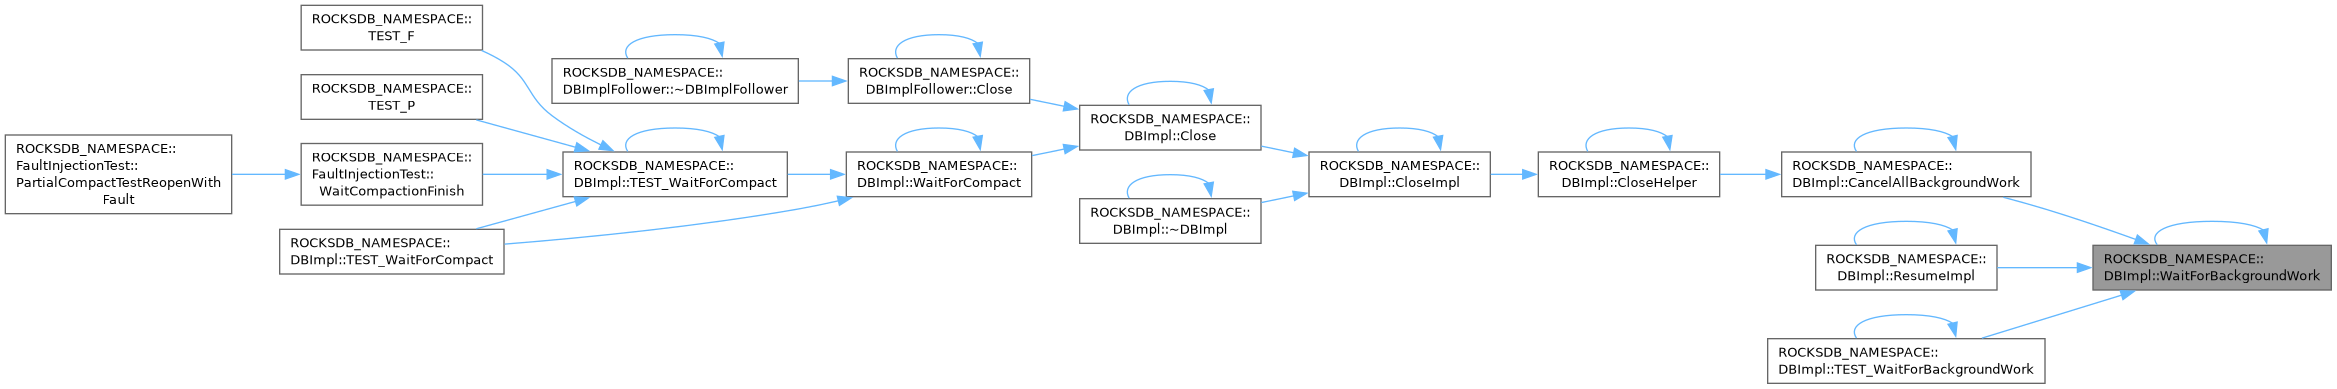 ROCKSDB_NAMESPACE::
TEST_F
ROCKSDB_NAMESPACE::
TEST_P
ROCKSDB_NAMESPACE::
FaultInjectionTest::
PartialCompactTestReopenWith
Fault
ROCKSDB_NAMESPACE::
FaultInjectionTest::
WaitCompactionFinish
ROCKSDB_NAMESPACE::
DBImpl::TEST_WaitForCompact
ROCKSDB_NAMESPACE::
DBImplFollower::~DBImplFollower
ROCKSDB_NAMESPACE::
DBImpl::TEST_WaitForCompact
ROCKSDB_NAMESPACE::
DBImplFollower::Close
ROCKSDB_NAMESPACE::
DBImpl::WaitForCompact
ROCKSDB_NAMESPACE::
DBImpl::Close
ROCKSDB_NAMESPACE::
DBImpl::~DBImpl
ROCKSDB_NAMESPACE::
DBImpl::CloseImpl
ROCKSDB_NAMESPACE::
DBImpl::CloseHelper
ROCKSDB_NAMESPACE::
DBImpl::CancelAllBackgroundWork
ROCKSDB_NAMESPACE::
DBImpl::ResumeImpl
ROCKSDB_NAMESPACE::
DBImpl::TEST_WaitForBackgroundWork
ROCKSDB_NAMESPACE::
DBImpl::WaitForBackgroundWork